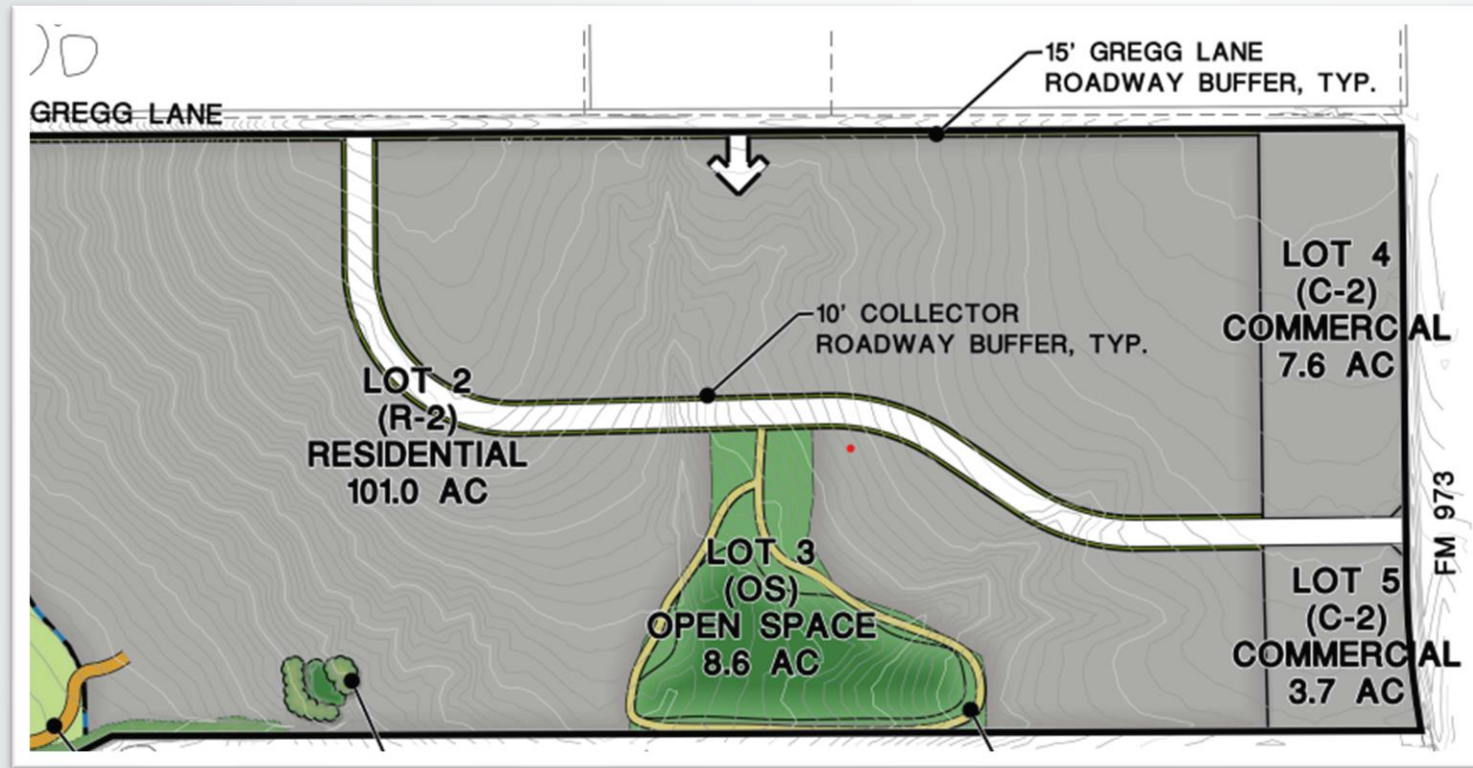 15' GREGG LANE
ROADWAY BUFFER, TYP.
GREGG LANE
LOT 4
(C-2)
COMMERCIAL
7.6 AC
10' COLLECTOR
ROADWAY BUFFER, TYP.
LOT 2
(R-2)
RESIDENTIAL
101.0 AC
FM 973
LOT 3
(OS)
OPEN SPACE
8.6 AC
LOT 5
(C-2)
COMMERCIAL
3.7 AC